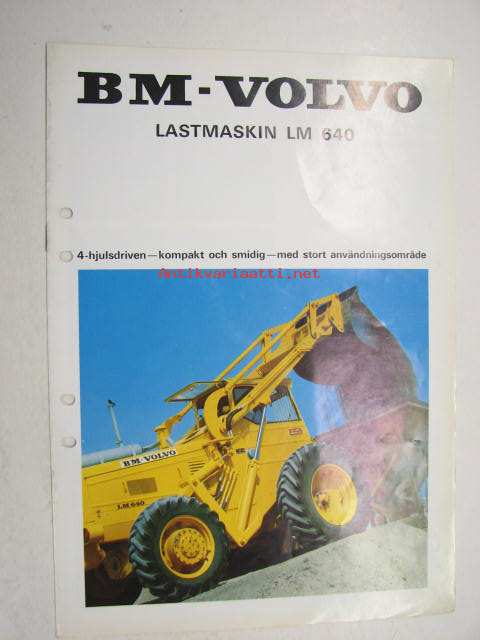 BM-VOLVO
LASTMASKIN LM 640
4-hjulsdriven—kompakt och smidig—med stort användningsområde
Antikvariaatti.net
BM-VOLVO
LM 640